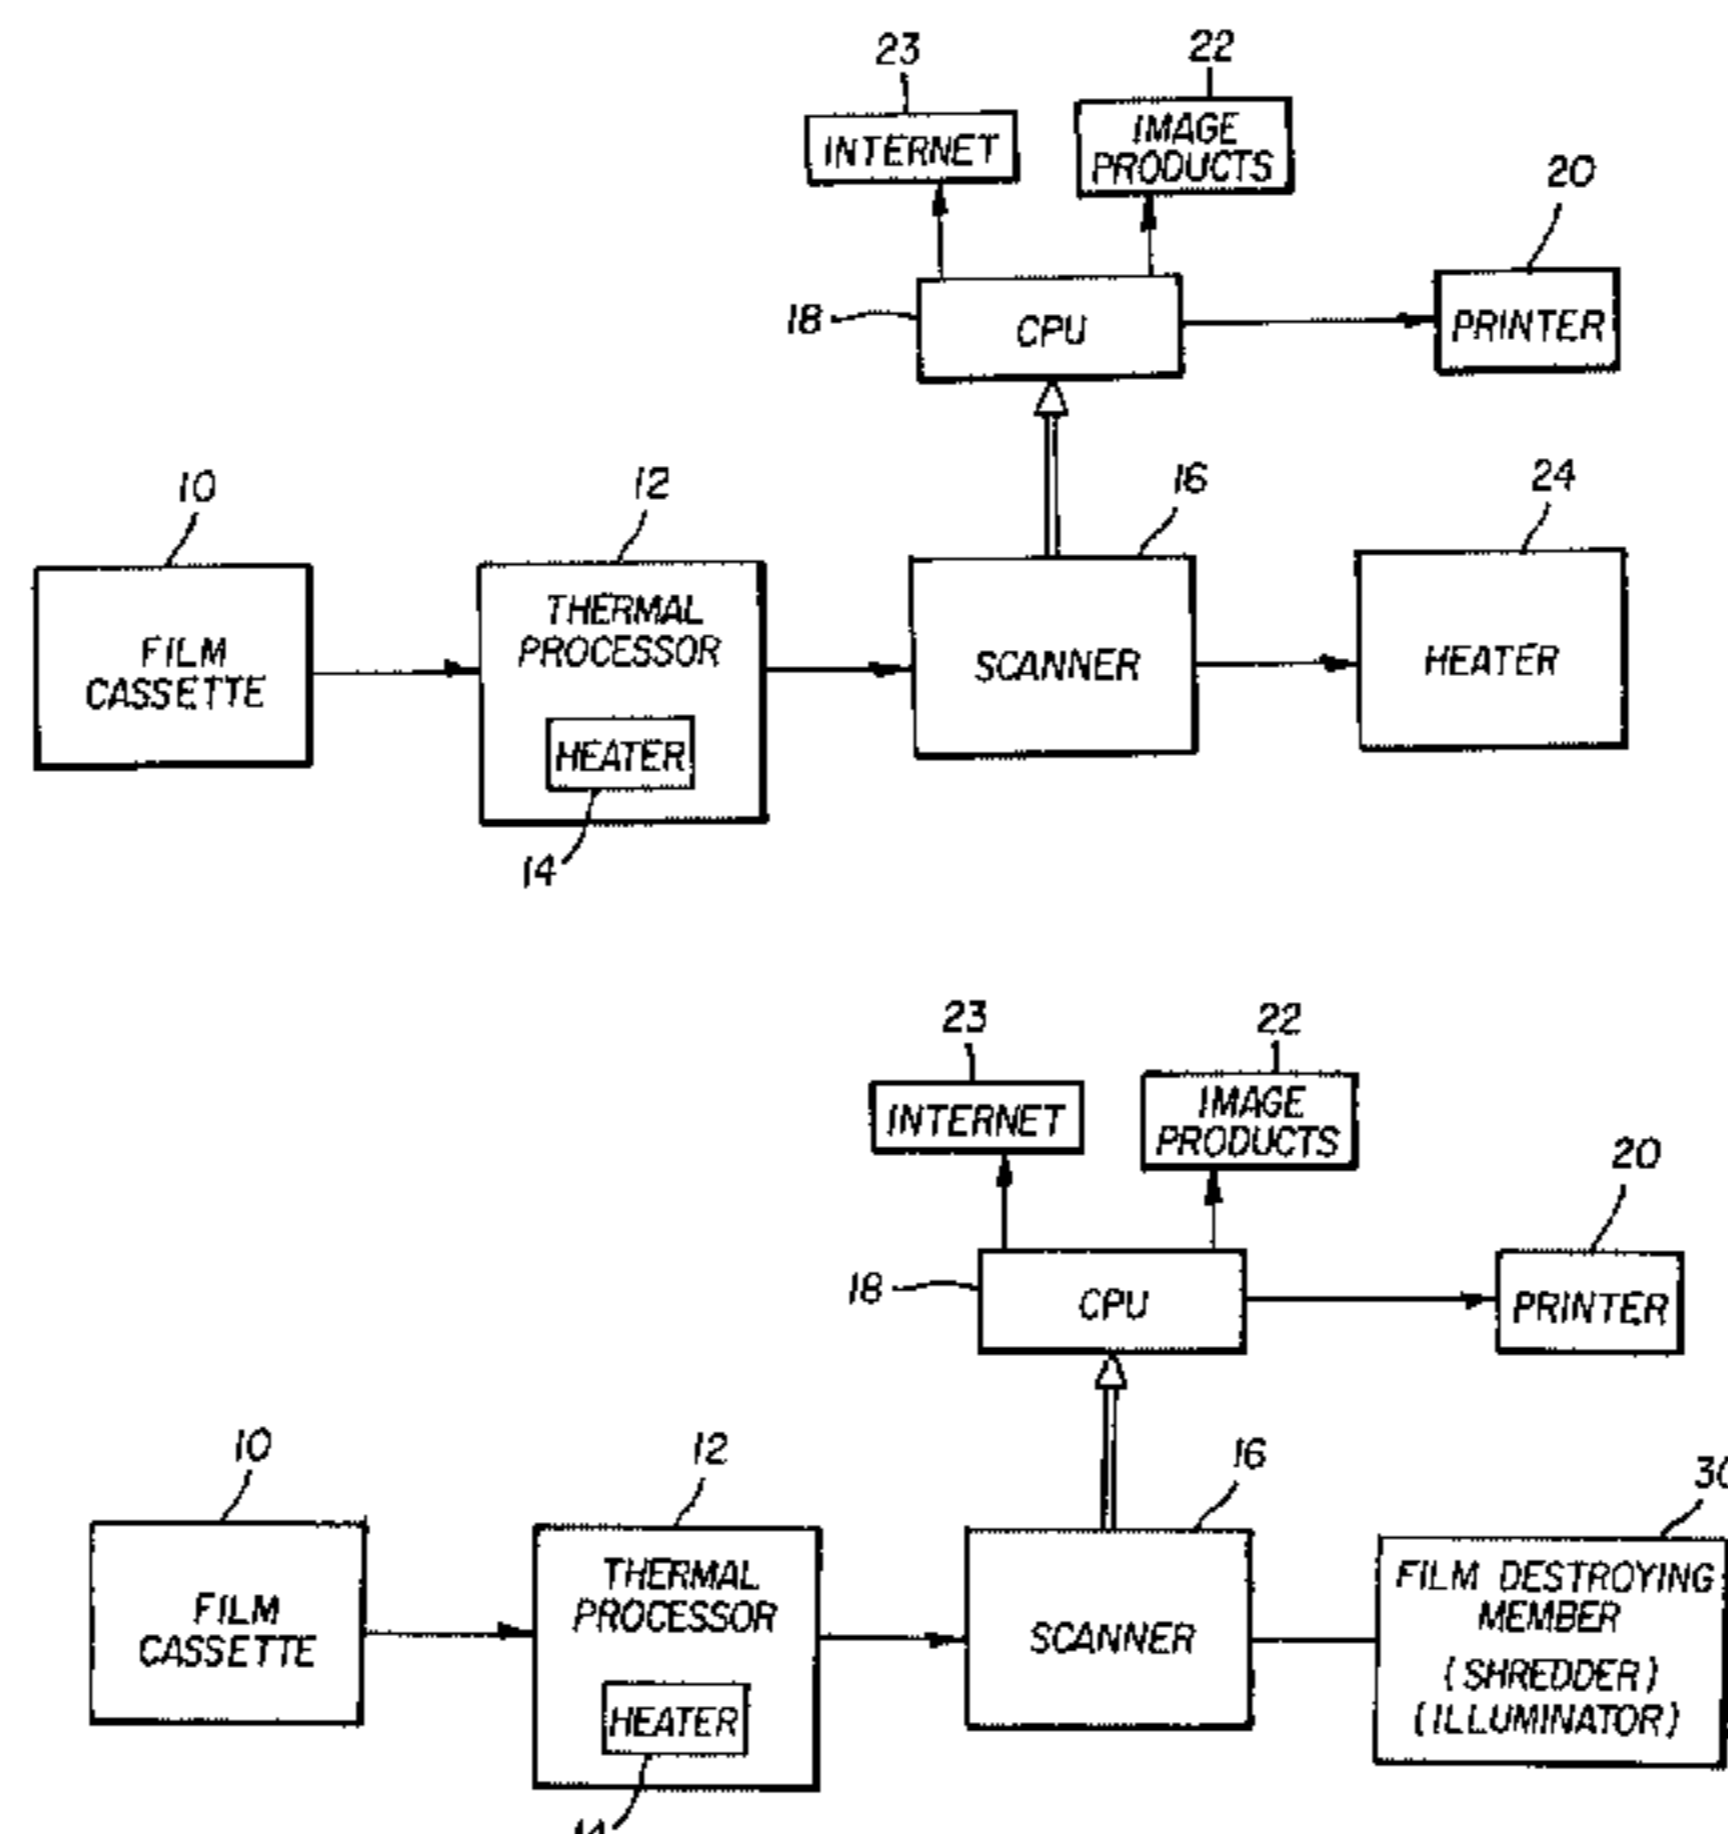 23
22
INTERNET
IMAGE
PRODUCTS
20
18
CPU
PRINTER
10
12
16
24
FILM
CASSETTE
THERMAL
PROCESSOR
HEATER
SCANNER
HEATER
14
23
22
INTERNET
IMAGE
PRODUCTS
20
18
CPU
PRINTER
10
12
16
30
FILM
CASSETTE
THERMAL
PROCESSOR
HEATER
SCANNER
FILM DESTROYING
MEMBER
(SHREDDER)
(ILLUMINATOR)
14